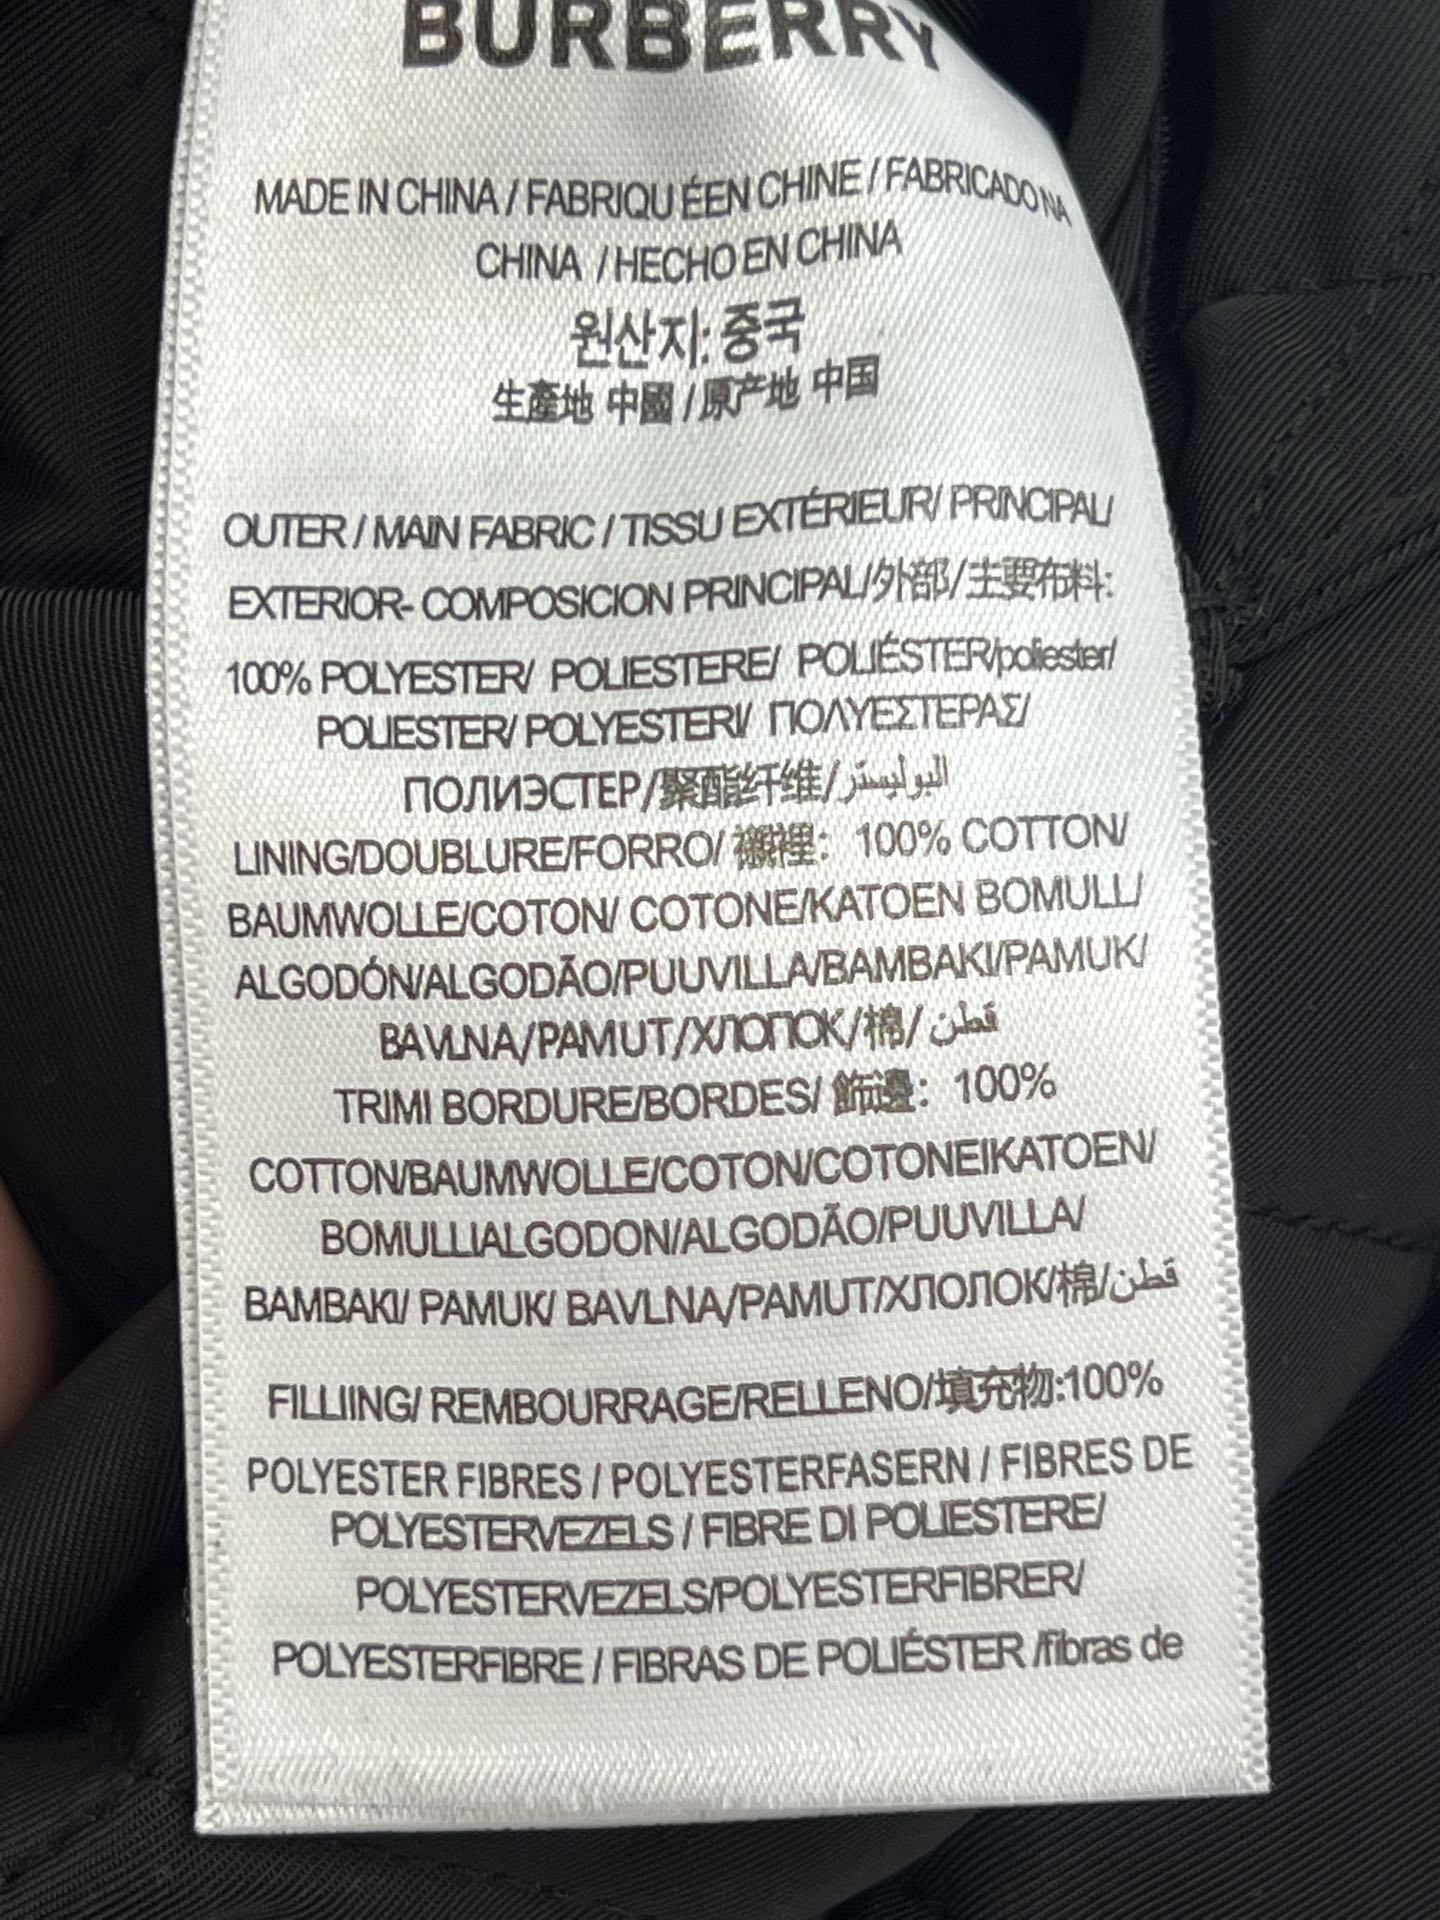 BURBERRY
MADE IN CHINA / FABRIQU ÉEN CHINE / FABRICADO NA
CHINA / HECHO EN CHINA
원산지: 중국
生產地 中國 / 原产地 中国
OUTER / MAIN FABRIC / TISSU EXTÉRIEUR/ PRINCIPAL/
EXTERIOR- COMPOSICION PRINCIPAL/外部/主要布料:
100% POLYESTER/ POLIESTERE/ POLIÉSTER/poliester/
POLIESTER/ POLYESTERI/ ΠΟΛΥΕΣΤΕΡΑΣ/
ПОЛИЭСТЕР/聚酯纤维/البوليستر
LINING/DOUBLURE/FORRO/ 襯裡: 100% COTTON/
BAUMWOLLE/COTON/ COTONE/KATOEN BOMULL/
ALGODÓN/ALGODÃO/PUUVILLA/BAMBAKI/PAMUK/
BAVLNA/PAMUT/ХЛОПОК/棉/ قطن
TRIMI BORDURE/BORDES/ 飾邊: 100%
COTTON/BAUMWOLLE/COTON/COTONEIKATOEN/
BOMULLIALGODON/ALGODÃO/PUUVILLA/
BAMBAKI/ PAMUK/ BAVLNA/PAMUT/ХЛОЛОК/棉/قطن
FILLIING/ REMBOURRAGE/RELLENO/填充物:100%
POLYESTER FIBRES / POLYESTERFASERN / FIBRES DE
POLYESTERVEZELS / FIBRE DI POLIESTERE/
POLYESTERVEZELS/POLYESTERFIBRER/
POLYESTERFIBRE / FIBRAS DE POLIÉSTER /fibras de